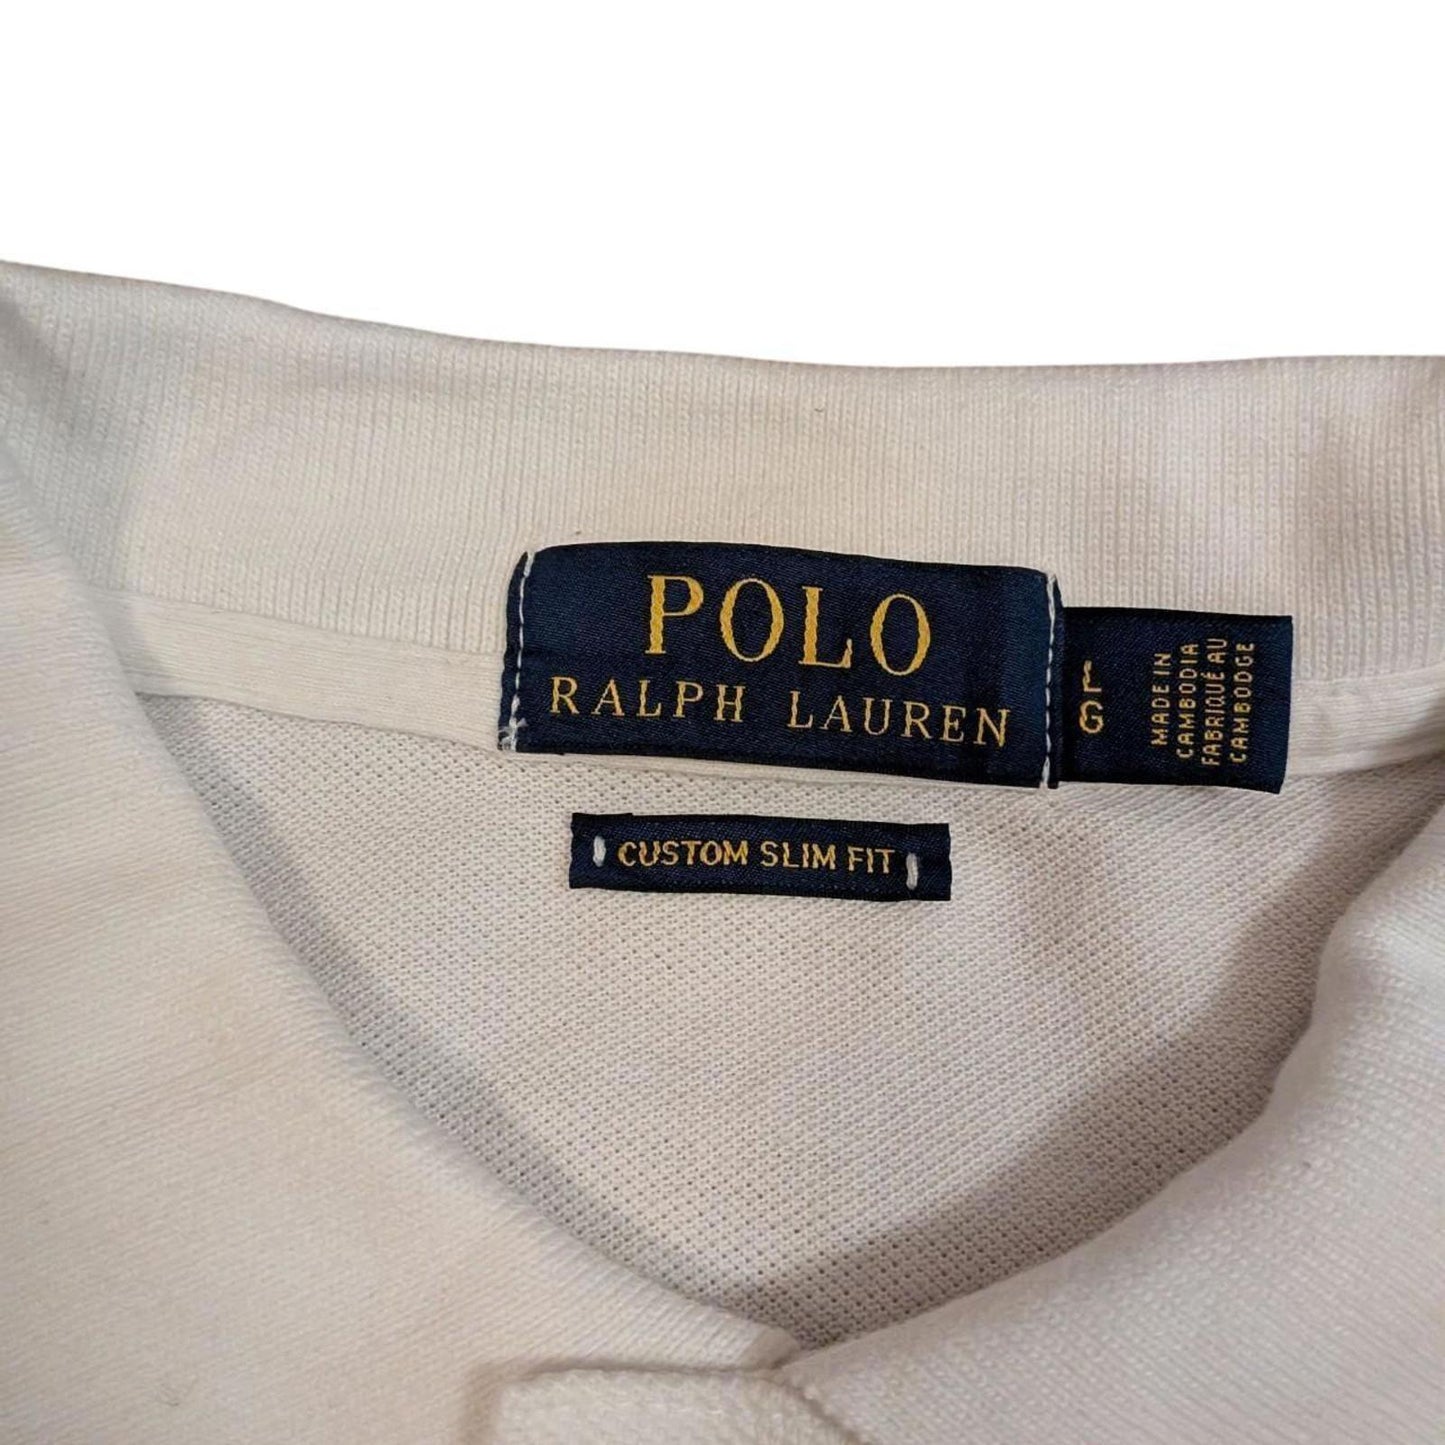 POLO
RALPH LAUREN
L
G
MADE IN
CAMBODIA
FABRIQUÉ AU
CAMBODGE
CUSTOM SLIM FIT